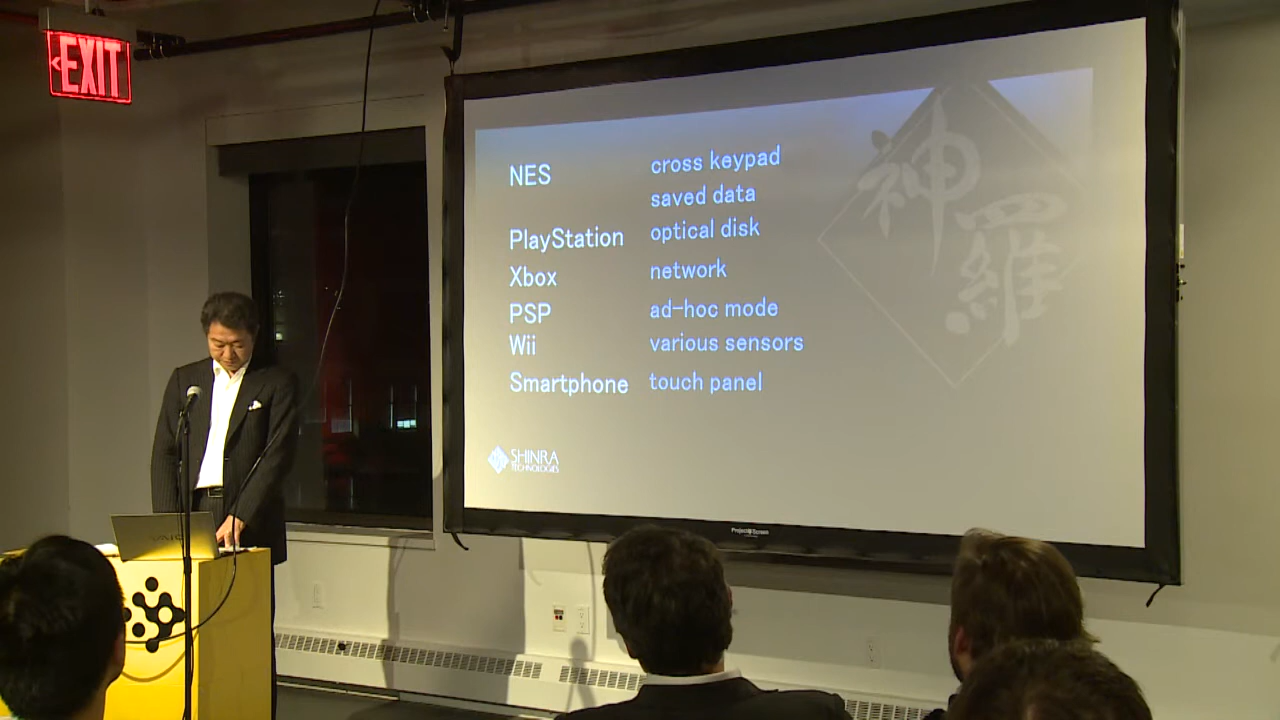 EXIT
NES cross keypad
saved data
PlayStation optical disk
Xbox network
PSP ad-hoc mode
Wii various sensors
Smartphone touch panel
神羅
SHINRA
TECHNOLOGIES
VAIO